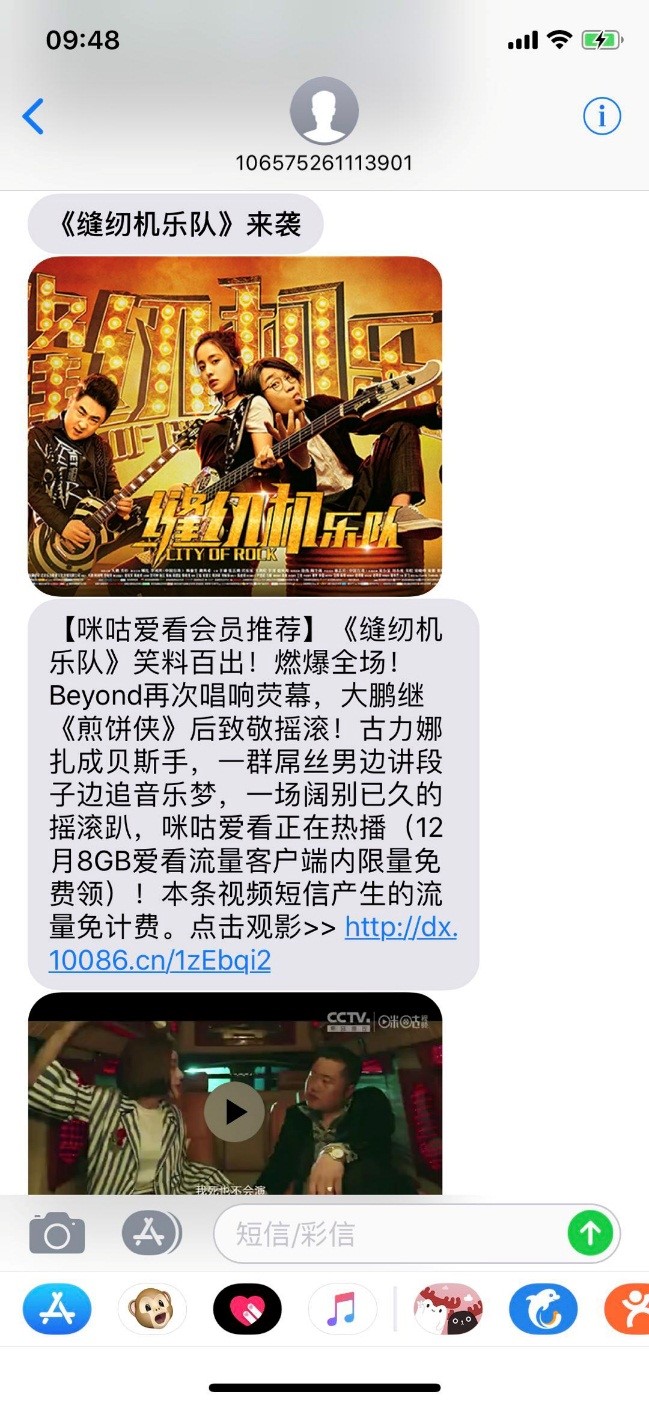 09:48
106575261113901
《缝纫机乐队》来袭
缝纫机乐
缝纫机乐队
CITY OF ROCK
【咪咕爱看会员推荐】《缝纫机
乐队》笑料百出！燃爆全场！
Beyond再次唱响荧幕，大鹏继
《煎饼侠》后致敬摇滚！古力娜
扎成贝斯手，一群屌丝男边讲段
子边追音乐梦，一场阔别已久的
摇滚趴，咪咕爱看正在热播（12
月8GB爱看流量客户端内限量免
费领）！本条视频短信产生的流
量免计费。点击观影>> http://dx.
10086.cn/1zEbqi2
CCTV.
咪咕
我死也不会演
短信/彩信